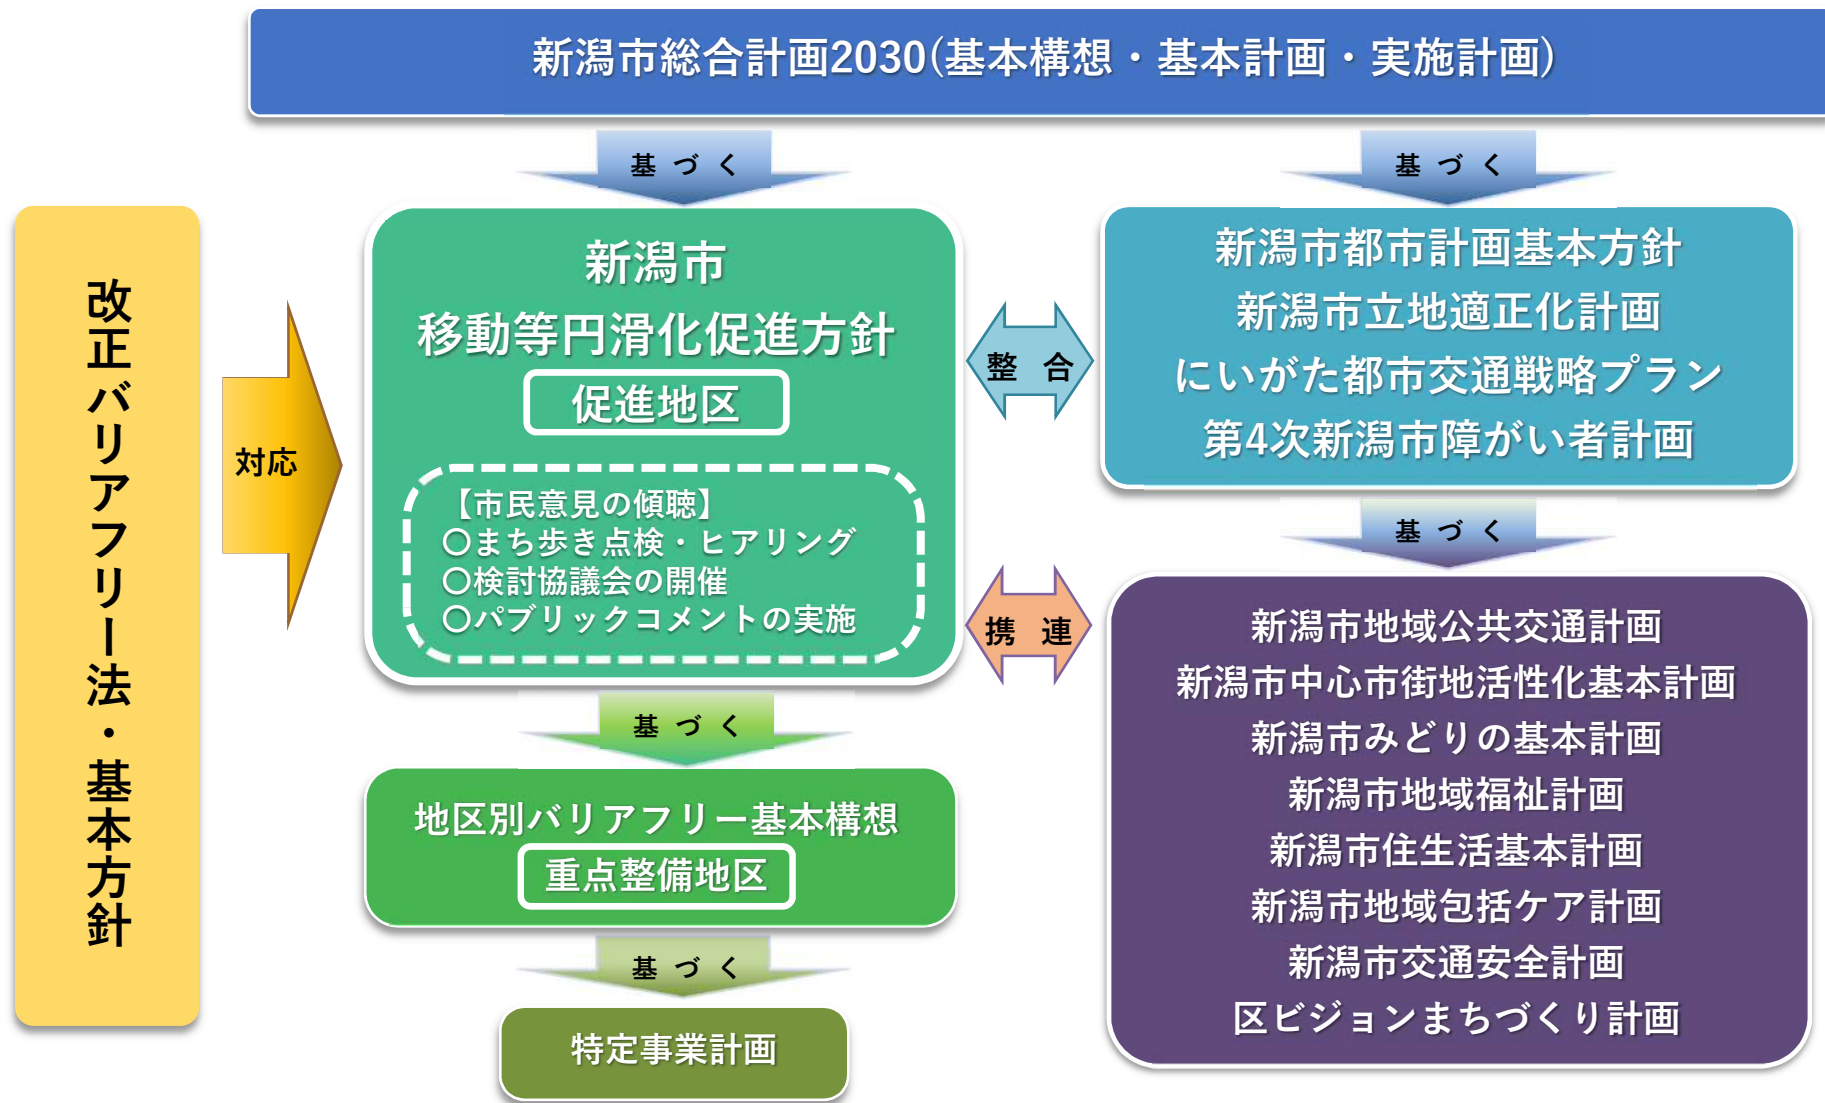 新潟市総合計画2030(基本構想・基本計画・実施計画)
基づく
基づく
改正バリアフリー法・基本方針
対応
新潟市
移動等円滑化促進方針
促進地区
【市民意見の傾聴】
〇まち歩き点検・ヒアリング
〇検討協議会の開催
〇パブリックコメントの実施
整合
携連
新潟市都市計画基本方針
新潟市立地適正化計画
にいがた都市交通戦略プラン
第4次新潟市障がい者計画
基づく
新潟市地域公共交通計画
新潟市中心市街地活性化基本計画
新潟市みどりの基本計画
新潟市地域福祉計画
新潟市住生活基本計画
新潟市地域包括ケア計画
新潟市交通安全計画
区ビジョンまちづくり計画
基づく
地区別バリアフリー基本構想
重点整備地区
基づく
特定事業計画